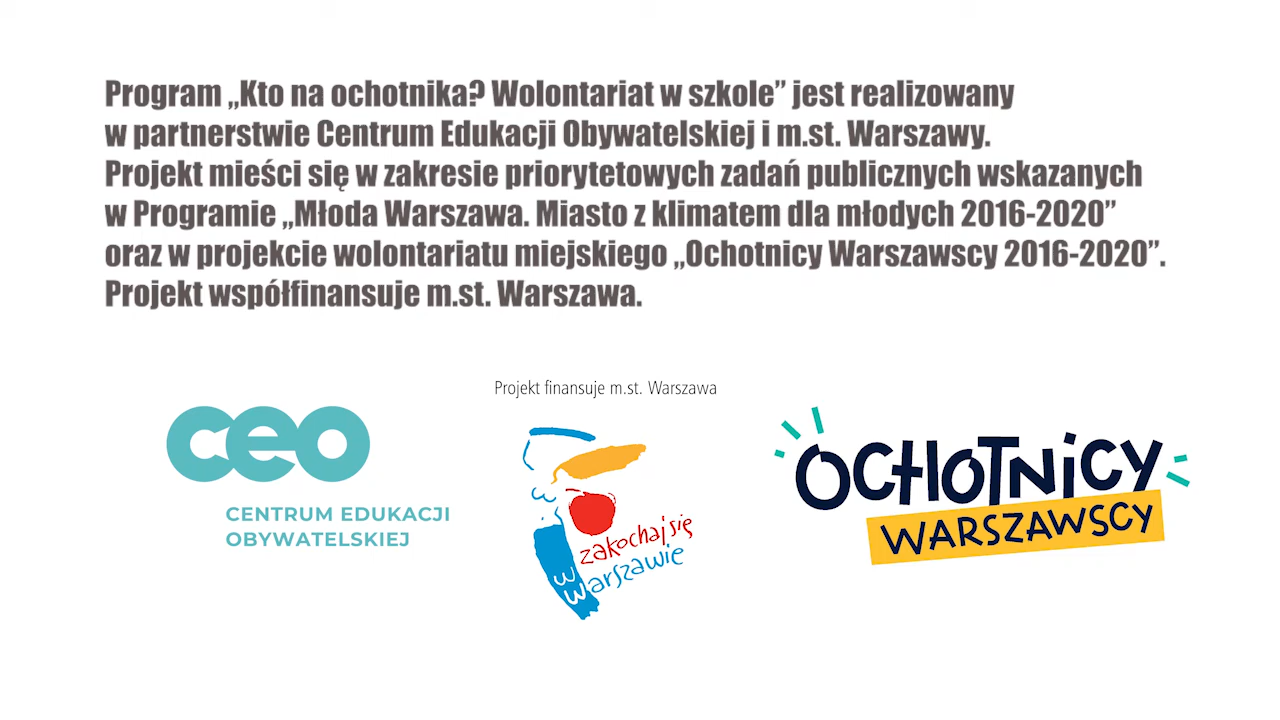 Program „Kto na ochotnika? Wolontariat w szkole” jest realizowany
w partnerstwie Centrum Edukacji Obywatelskiej i m.st. Warszawy.
Projekt mieści się w zakresie priorytetowych zadań publicznych wskazanych
w Programie „Młoda Warszawa. Miasto z klimatem dla młodych 2016-2020”
oraz w projekcie wolontariatu miejskiego „Ochotnicy Warszawscy 2016-2020”.
Projekt współfinansuje m.st. Warszawa.
ceo
CENTRUM EDUKACJI
OBYWATELSKIEJ
Projekt finansuje m.st. Warszawa
zakochaj się
w Warszawie
OCHOTNiCY
WARSZAWSCY